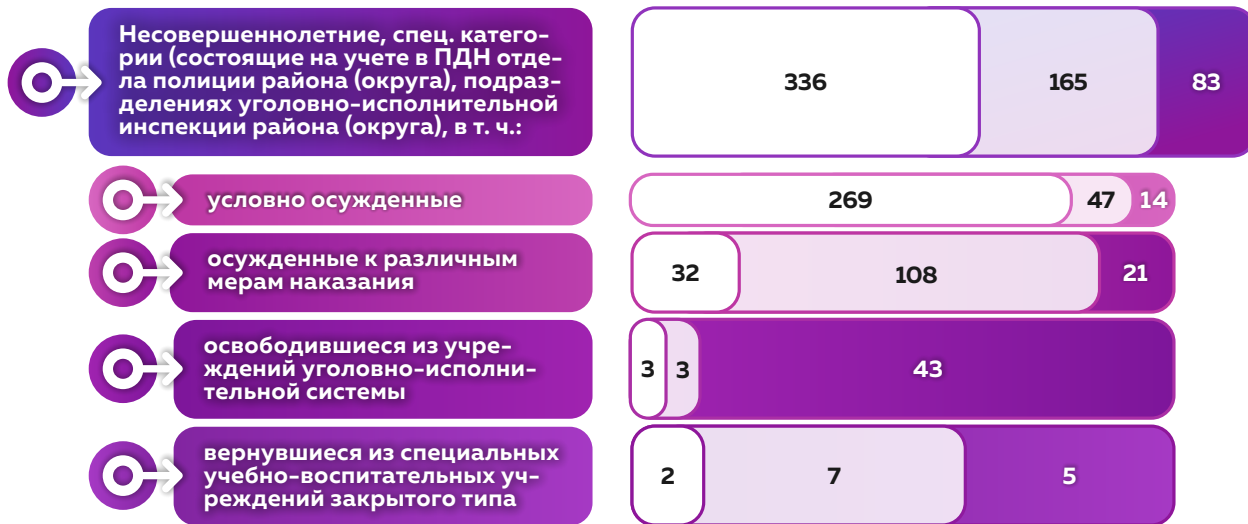 Несовершеннолетние, спец. катего-
рии (состоящие на учете в ПДН отде-
ла полиции района (округа), подраз-
делениях уголовно-исполнительной
инспекции района (округа), в т. ч.:
336 165 83
условно осужденные
269 47 14
осужденные к различным
мерам наказания
32 108 21
освободившиеся из учре-
ждений уголовно-исполни-
тельной системы
3 3 43
вернувшиеся из специальных
учебно-воспитательных уч-
реждений закрытого типа
2 7 5